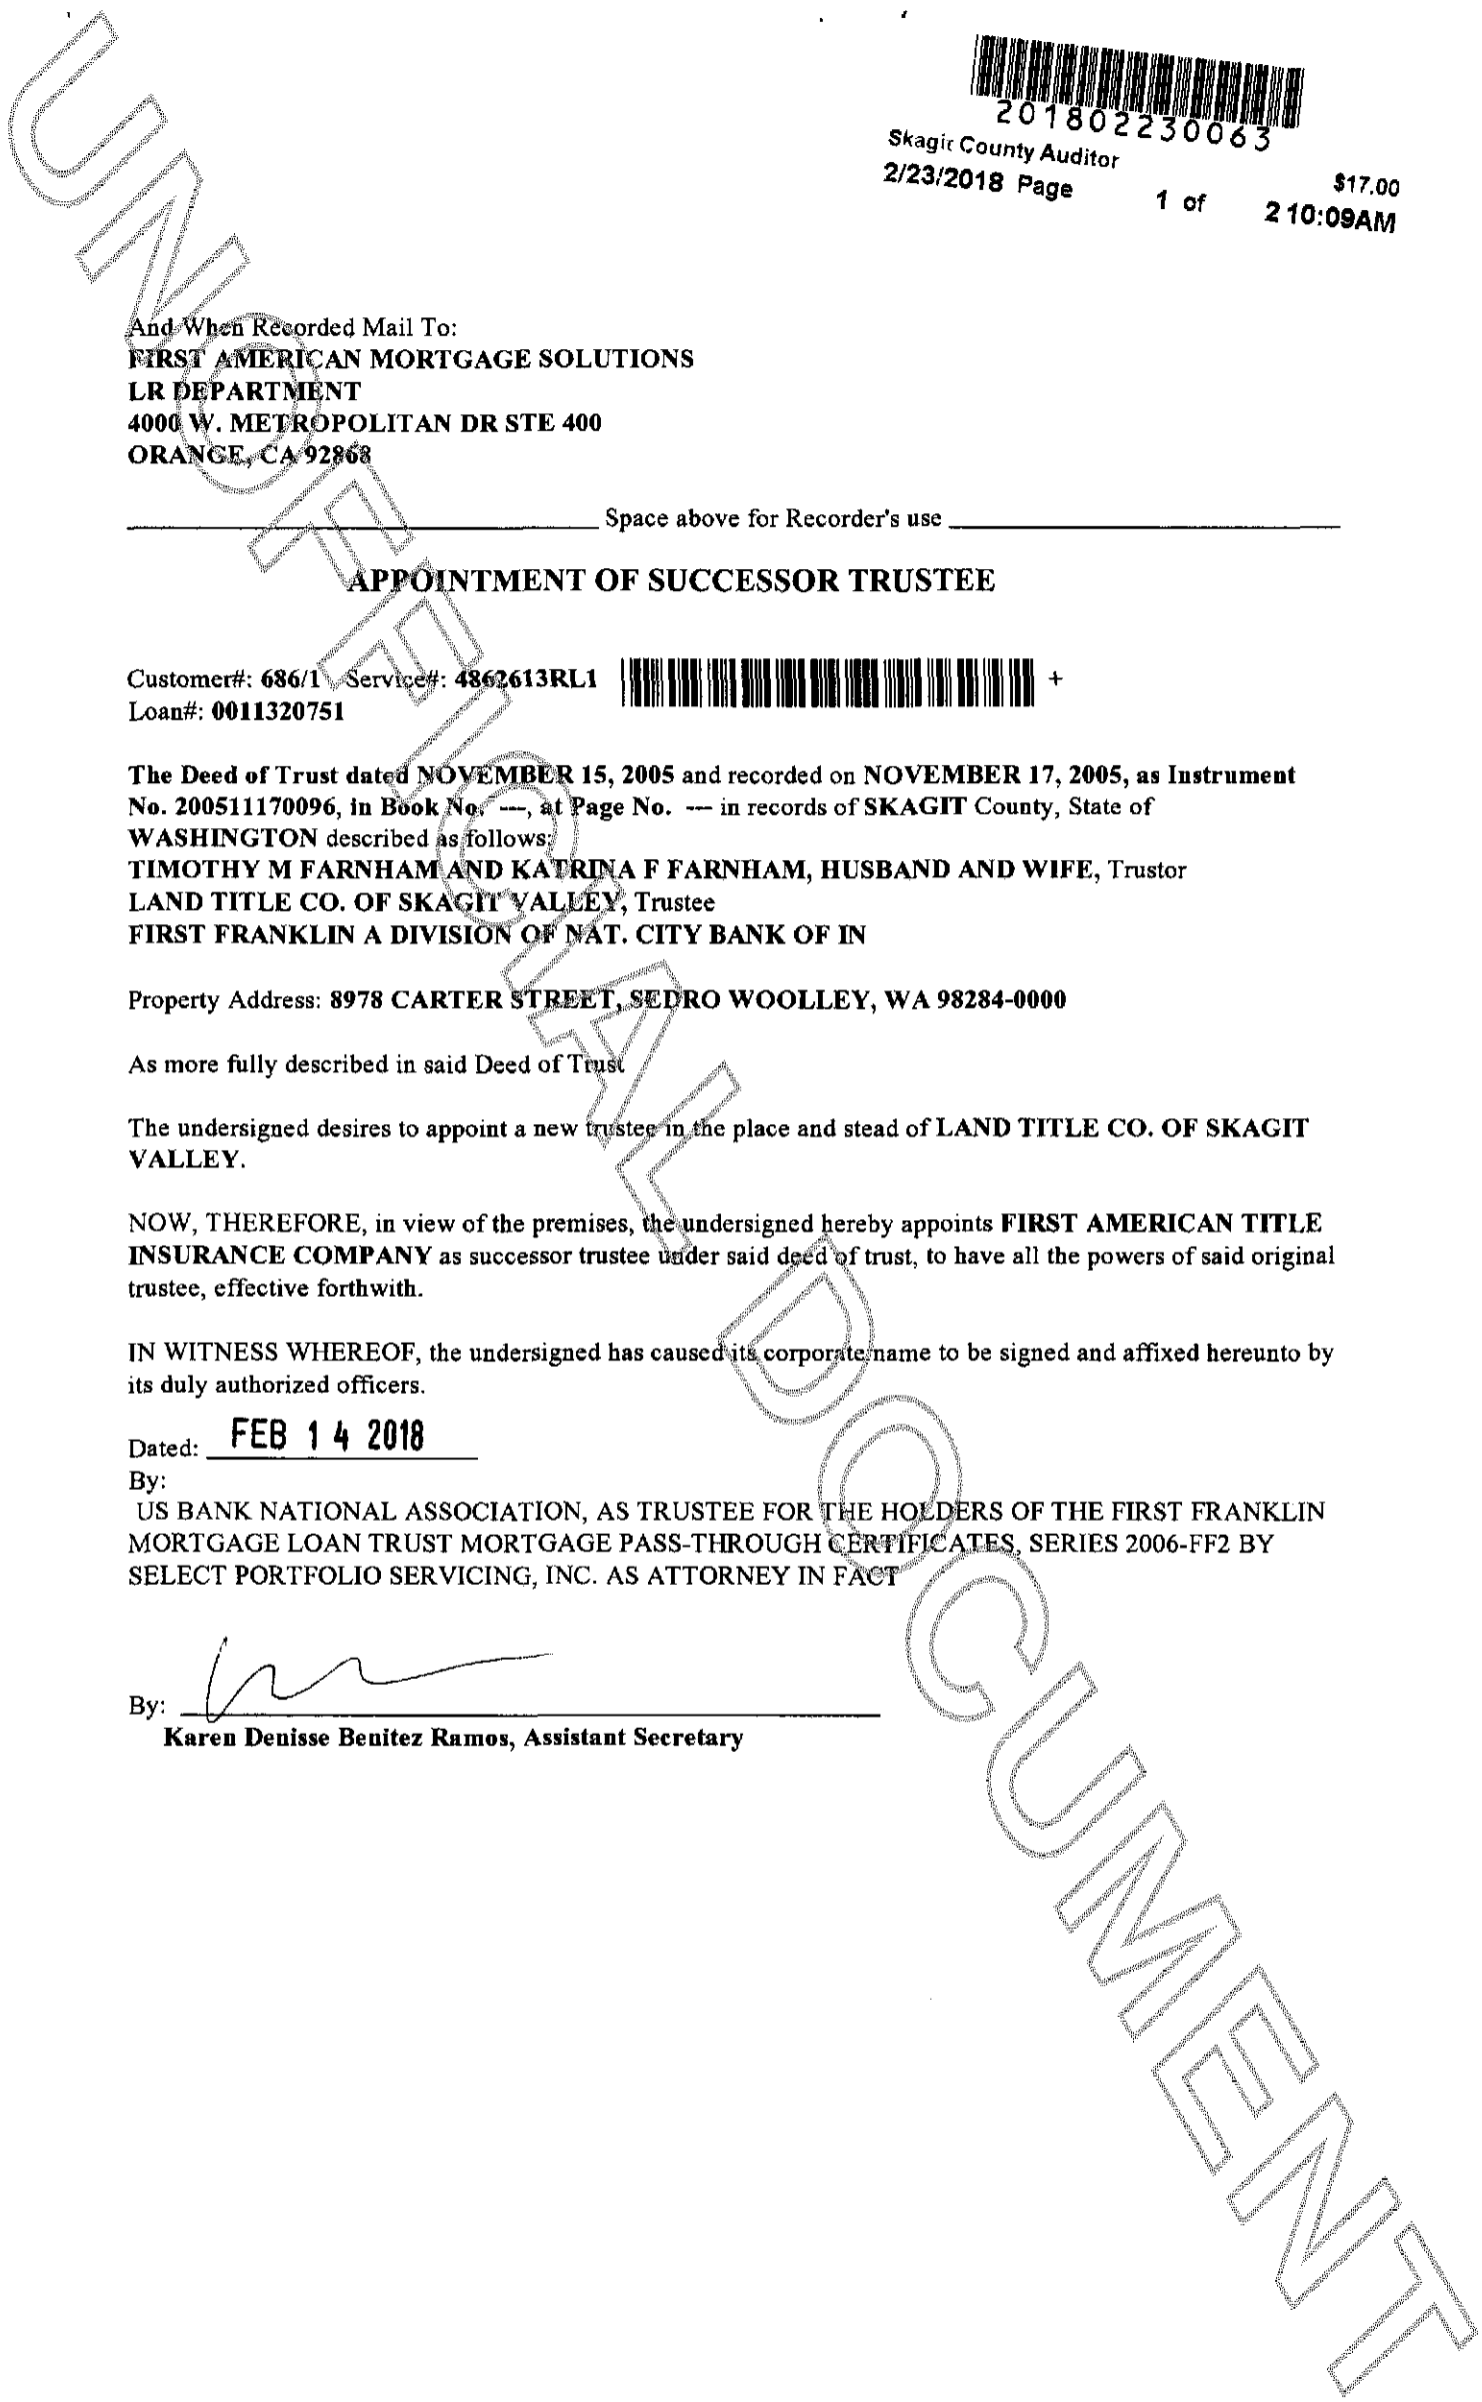 201802230063
Skagit County Auditor
$17.00
2/23/2018 Page 1 of 2 10:09AM
And When Recorded Mail To:
FIRST AMERICAN MORTGAGE SOLUTIONS
LR DEPARTMENT
4000 W. METROPOLITAN DR STE 400
ORANGE, CA 92868
Space above for Recorder's use
APPOINTMENT OF SUCCESSOR TRUSTEE
Customer#: 686/1 Service#: 4862613RL1 +
Loan#: 0011320751
The Deed of Trust dated NOVEMBER 15, 2005 and recorded on NOVEMBER 17, 2005, as Instrument
No. 200511170096, in Book No. ---, at Page No. --- in records of SKAGIT County, State of
WASHINGTON described as follows:
TIMOTHY M FARNHAM AND KATRINA F FARNHAM, HUSBAND AND WIFE, Trustor
LAND TITLE CO. OF SKAGIT VALLEY, Trustee
FIRST FRANKLIN A DIVISION OF NAT. CITY BANK OF IN
Property Address: 8978 CARTER STREET, SEDRO WOOLLEY, WA 98284-0000
As more fully described in said Deed of Trust
The undersigned desires to appoint a new trustee in the place and stead of LAND TITLE CO. OF SKAGIT
VALLEY.
NOW, THEREFORE, in view of the premises, the undersigned hereby appoints FIRST AMERICAN TITLE
INSURANCE COMPANY as successor trustee under said deed of trust, to have all the powers of said original
trustee, effective forthwith.
IN WITNESS WHEREOF, the undersigned has caused its corporate name to be signed and affixed hereunto by
its duly authorized officers.
Dated: FEB 14 2018
By:
US BANK NATIONAL ASSOCIATION, AS TRUSTEE FOR THE HOLDERS OF THE FIRST FRANKLIN
MORTGAGE LOAN TRUST MORTGAGE PASS-THROUGH CERTIFICATES, SERIES 2006-FF2 BY
SELECT PORTFOLIO SERVICING, INC. AS ATTORNEY IN FACT
By:
Karen Denisse Benitez Ramos, Assistant Secretary
UNOFFICIAL DOCUMENT